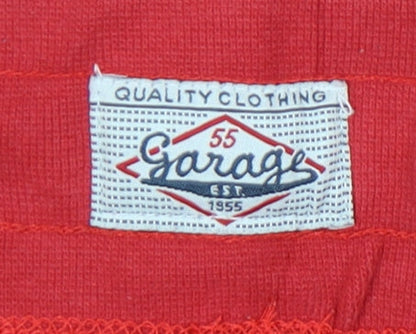 QUALITY CLOTHING
55
Garage
EST.
1955